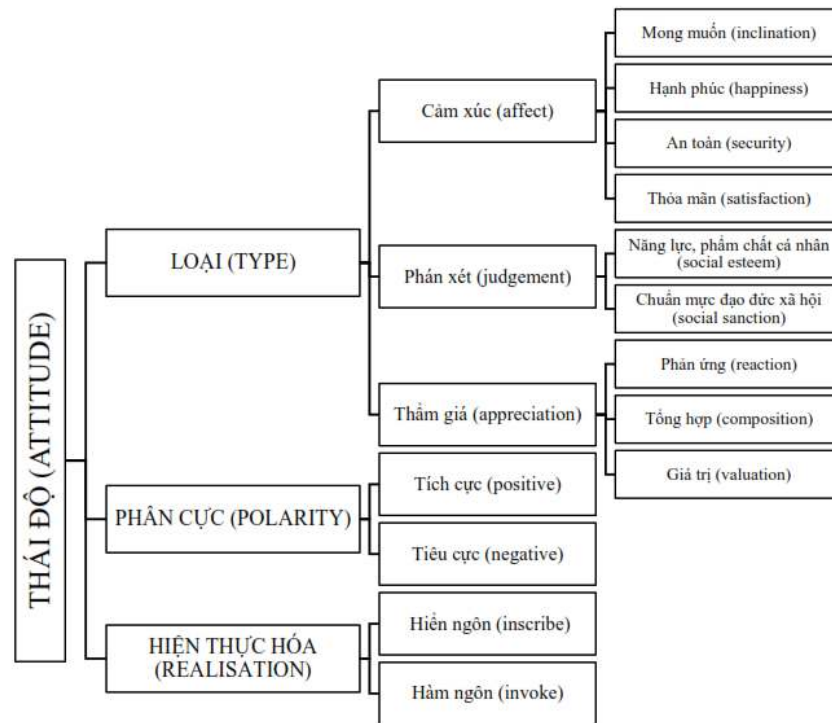 THÁI ĐỘ (ATTITUDE)
LOẠI (TYPE)
Cảm xúc (affect)
Mong muốn (inclination)
Hạnh phúc (happiness)
An toàn (security)
Thỏa mãn (satisfaction)
Phán xét (judgement)
Năng lực, phẩm chất cá nhân
(social esteem)
Chuẩn mực đạo đức xã hội
(social sanction)
Thẩm giá (appreciation)
Phản ứng (reaction)
Tổng hợp (composition)
Giá trị (valuation)
PHÂN CỰC (POLARITY)
Tích cực (positive)
Tiêu cực (negative)
HIỆN THỰC HÓA
(REALISATION)
Hiển ngôn (inscribe)
Hàm ngôn (invoke)